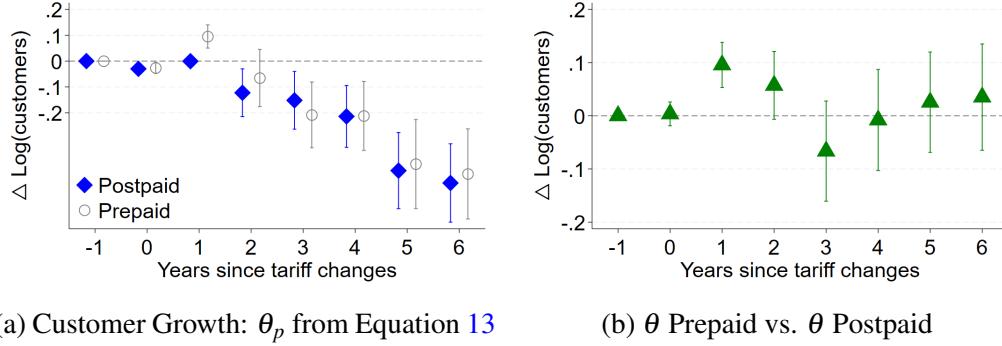 .2
.1
0
-.1
-.2
△ Log(customers)
Postpaid
Prepaid
-1 0 1 2 3 4 5 6
Years since tariff changes
.2
.1
0
-.1
-.2
△ Log(customers)
-1 0 1 2 3 4 5 6
Years since tariff changes
(a) Customer Growth: θp from Equation 13
(b) θ Prepaid vs. θ Postpaid